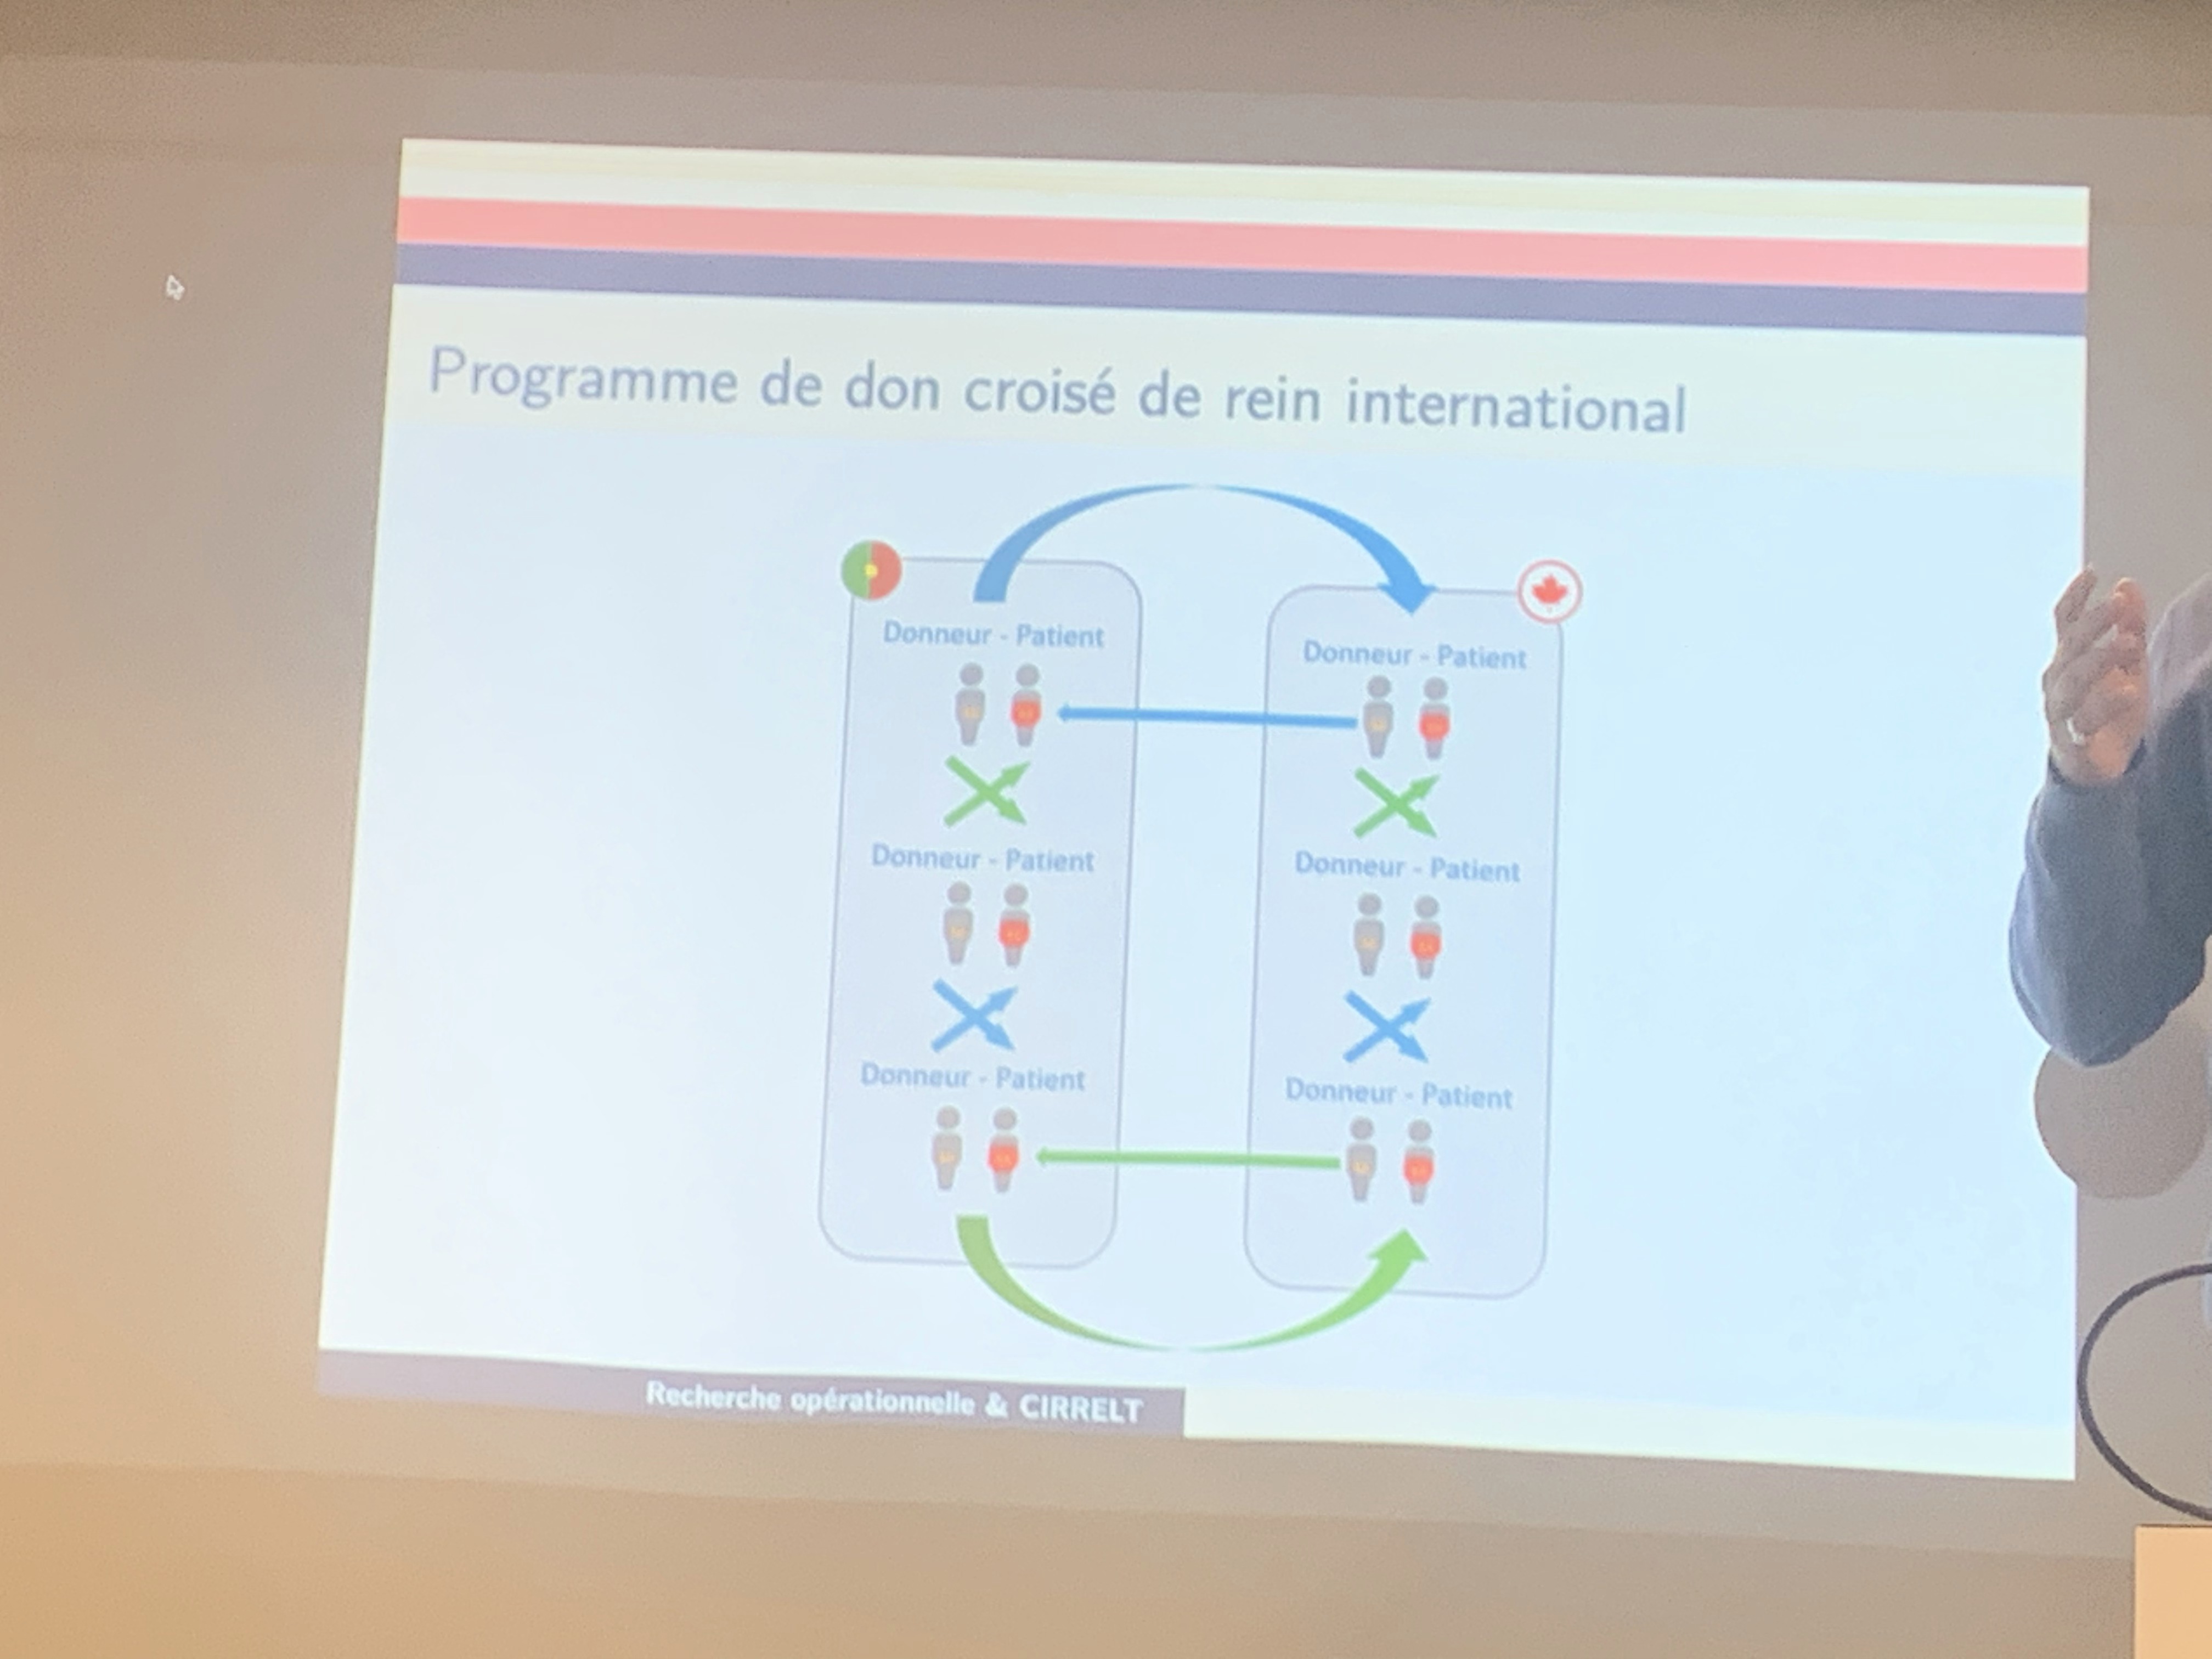 Programme de don croisé de rein international
Donneur - Patient
Donneur - Patient
Donneur - Patient
Donneur - Patient
Donneur - Patient
Donneur - Patient
Recherche opérationnelle & CIRRELT